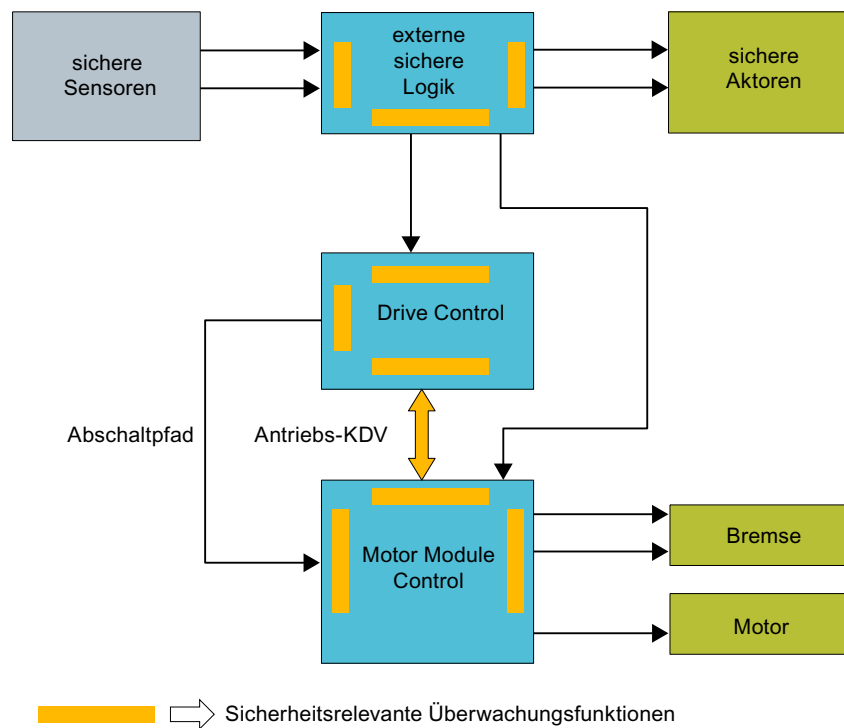 sichere
Sensoren
externe
sichere
Logik
sichere
Aktoren
Drive Control
Abschaltpfad
Antriebs-KDV
Motor Module
Control
Bremse
Motor
Sicherheitsrelevante Überwachungsfunktionen